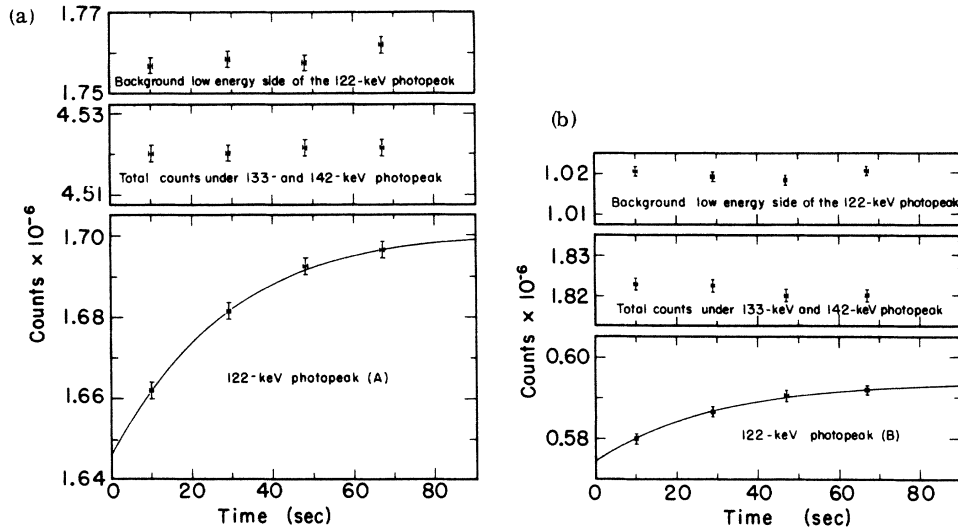 (a)
1.77
1.75
Background low energy side of the 122-keV photopeak
4.53
4.51
Total counts under 133- and 142-keV photopeak
1.70
1.68
1.66
1.64
122-keV photopeak (A)
Counts × 10⁻⁶
0 20 40 60 80
Time (sec)
(b)
1.02
1.01
Background low energy side of the 122-keV photopeak
1.83
1.82
Total counts under 133-keV and 142-keV photopeak
0.60
0.58
122-keV photopeak (B)
Counts × 10⁻⁶
0 20 40 60 80
Time (sec)